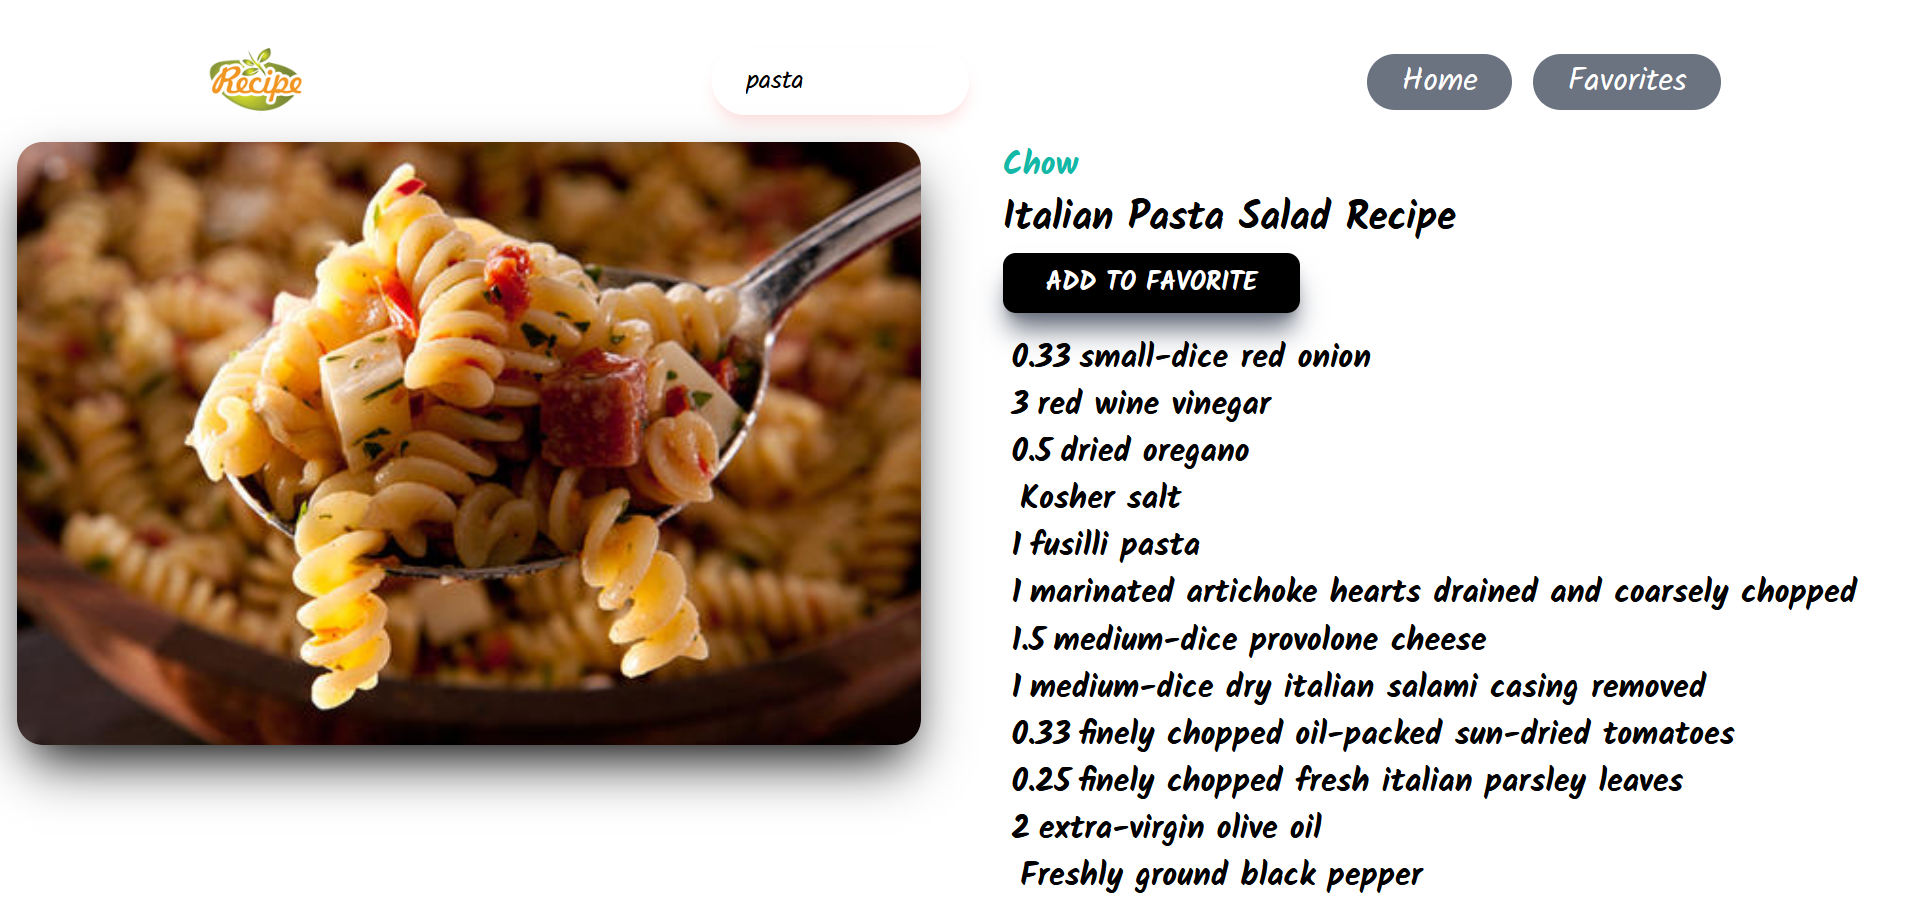 Recipe
pasta
Home
Favorites
Chow
Italian Pasta Salad Recipe
ADD TO FAVORITE
0.33 small-dice red onion
3 red wine vinegar
0.5 dried oregano
Kosher salt
1 fusilli pasta
1 marinated artichoke hearts drained and coarsely chopped
1.5 medium-dice provolone cheese
1 medium-dice dry italian salami casing removed
0.33 finely chopped oil-packed sun-dried tomatoes
0.25 finely chopped fresh italian parsley leaves
2 extra-virgin olive oil
Freshly ground black pepper